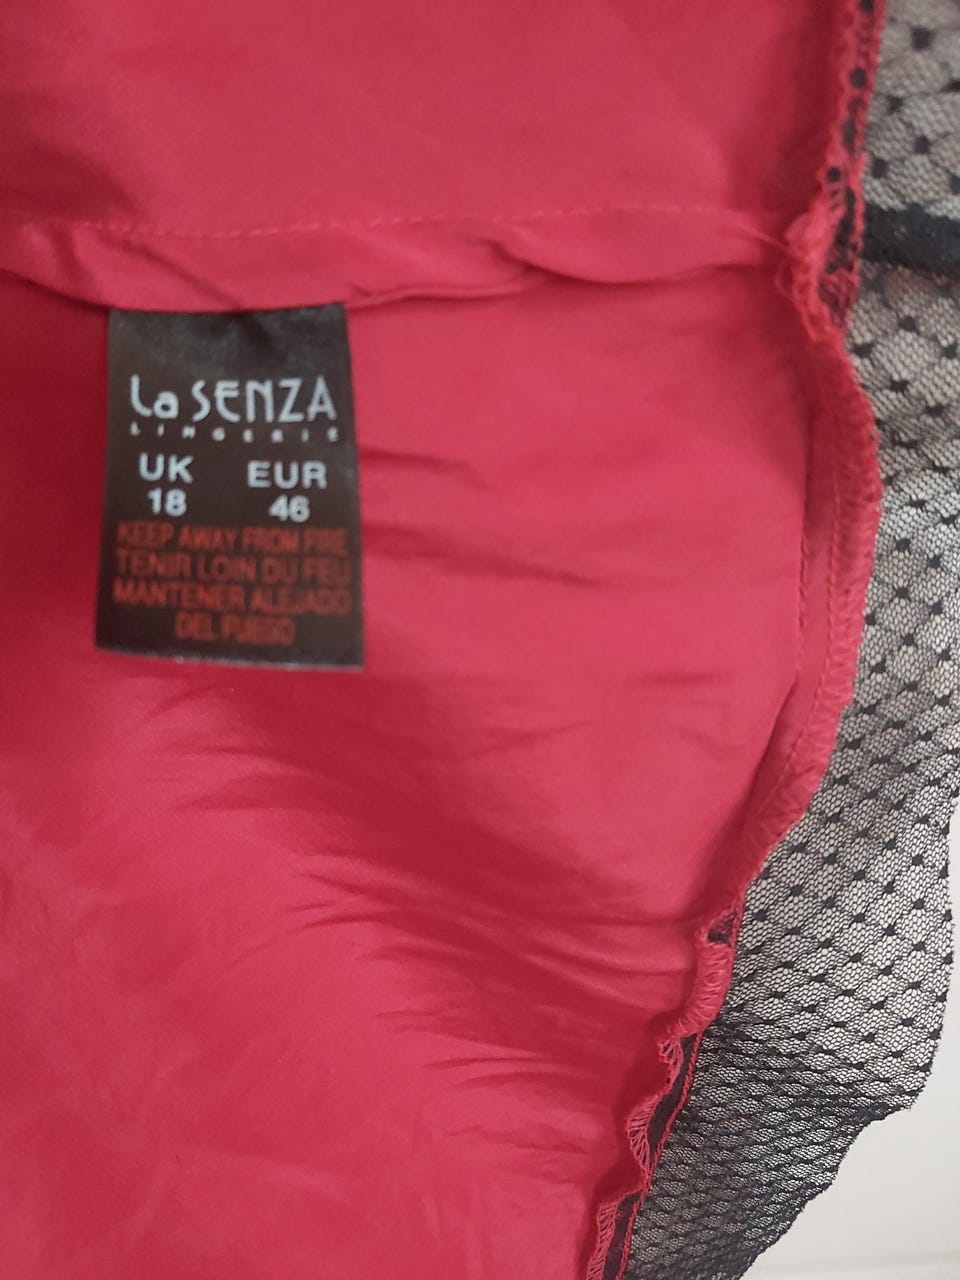 La SENZA
LINGERIE
UK EUR
18 46
KEEP AWAY FROM FIRE
TENIR LOIN DU FEU
MANTENER ALEJADO
DEL FUEGO